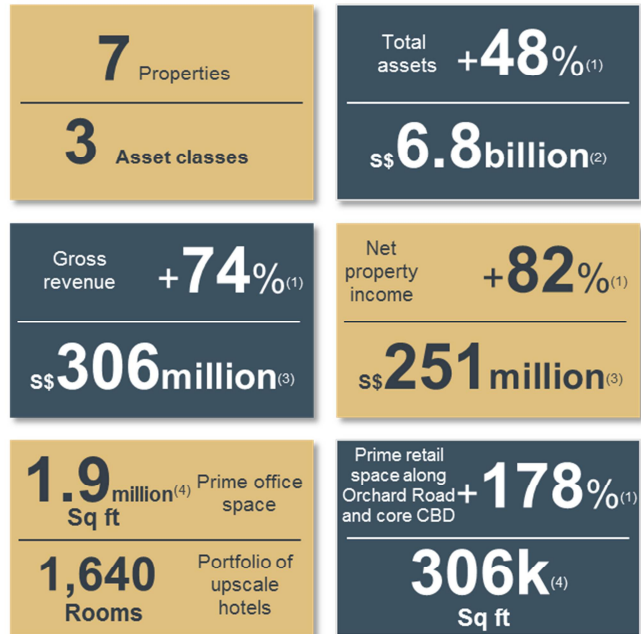 7 Properties
3 Asset classes
Total
assets +48%(1)
S$6.8billion(2)
Gross
revenue +74%(1)
S$306million(3)
Net
property
income +82%(1)
S$251million(3)
1.9million(4)
Sq ft
Prime office
space
1,640
Rooms
Portfolio of
upscale
hotels
Prime retail
space along
Orchard Road
and core CBD
+178%(1)
306k(4)
Sq ft